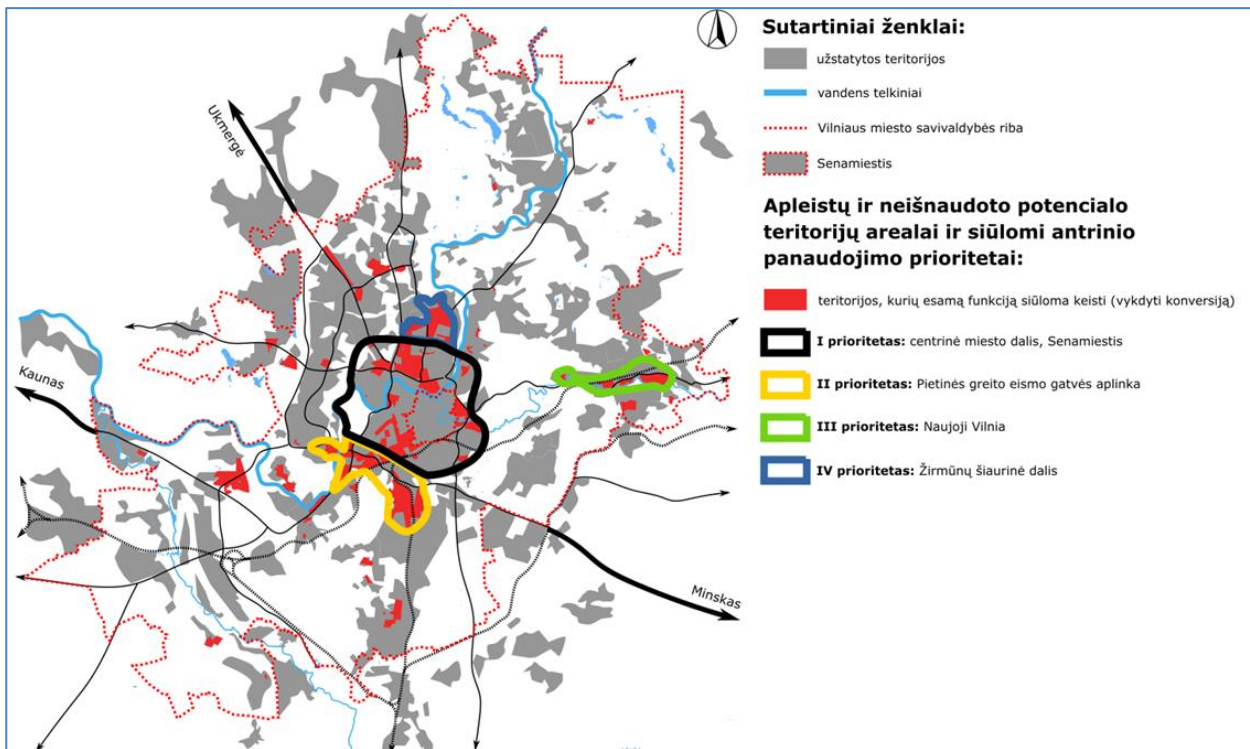 Sutartiniai ženklai:
užstatytos teritorijos
vandens telkiniai
Vilniaus miesto savivaldybės riba
Senamiestis
Apleistų ir neišnaudoto potencialo
teritorijų arealai ir siūlomi antrinio
panaudojimo prioritetai:
teritorijos, kurių esamą funkciją siūloma keisti (vykdyti konversiją)
I prioritetas: centrinė miesto dalis, Senamiestis
II prioritetas: Pietinės greito eismo gatvės aplinka
III prioritetas: Naujoji Vilnia
IV prioritetas: Žirmūnų šiaurinė dalis
Ukmergė
Kaunas
Minskas